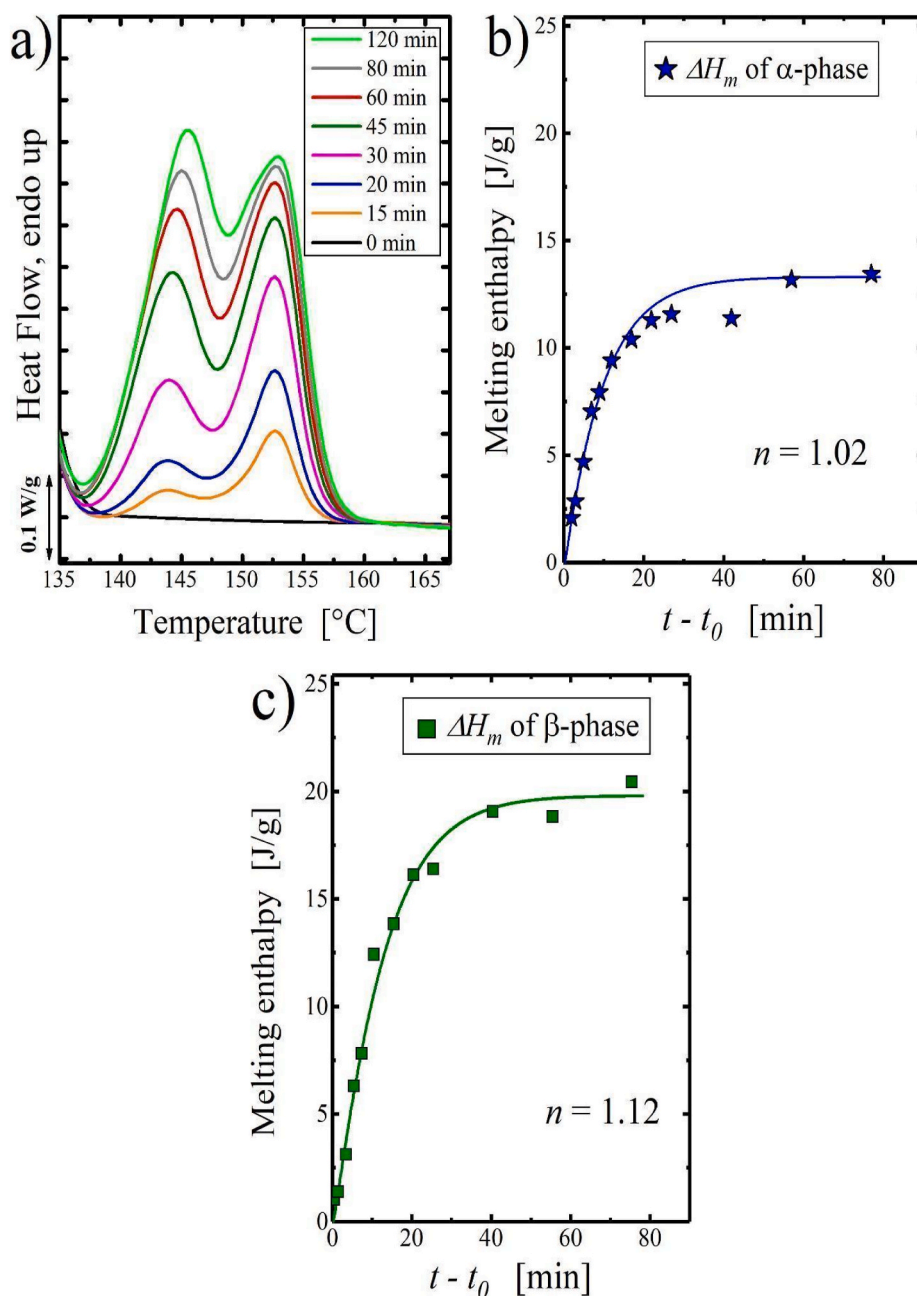 a)
120 min
80 min
60 min
45 min
30 min
20 min
15 min
0 min
Heat Flow, endo up
0.1 W/g
135 140 145 150 155 160 165
Temperature [°C]
b)
ΔHm of α-phase
Melting enthalpy [J/g]
25
20
15
10
5
0
n = 1.02
0 20 40 60 80
t - t0 [min]
c)
ΔHm of β-phase
Melting enthalpy [J/g]
25
20
15
10
5
0
n = 1.12
0 20 40 60 80
t - t0 [min]